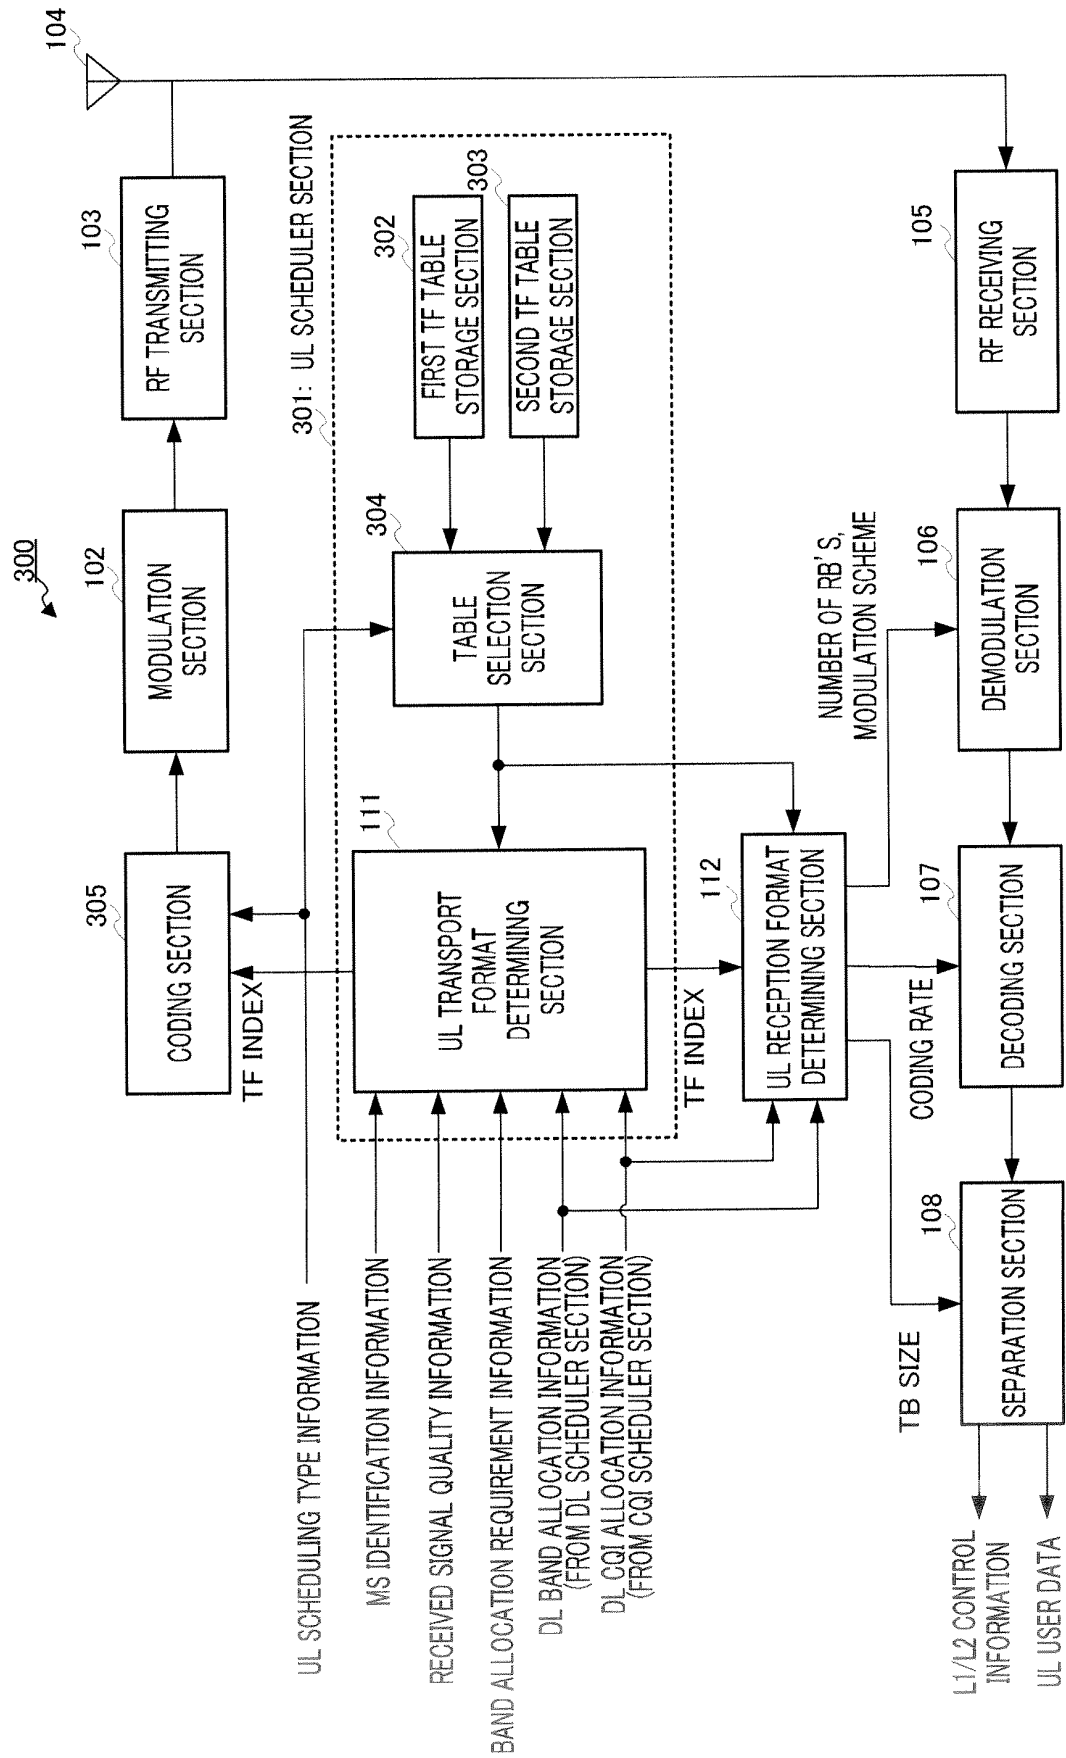 300
104
305
CODING SECTION
102
MODULATION
SECTION
103
RF TRANSMITTING
SECTION
TF INDEX
301: UL SCHEDULER SECTION
UL SCHEDULING TYPE INFORMATION
MS IDENTIFICATION INFORMATION
RECEIVED SIGNAL QUALITY INFORMATION
BAND ALLOCATION REQUIREMENT INFORMATION
DL BAND ALLOCATION INFORMATION
(FROM DL SCHEDULER SECTION)
DL CQI ALLOCATION INFORMATION
(FROM CQI SCHEDULER SECTION)
111
UL TRANSPORT
FORMAT
DETERMINING
SECTION
304
TABLE
SELECTION
SECTION
302
FIRST TF TABLE
STORAGE SECTION
303
SECOND TF TABLE
STORAGE SECTION
TF INDEX
112
UL RECEPTION FORMAT
DETERMINING SECTION
NUMBER OF RB'S,
MODULATION SCHEME
TB SIZE
CODING RATE
108
SEPARATION SECTION
107
DECODING SECTION
106
DEMODULATION
SECTION
105
RF RECEIVING
SECTION
L1/L2 CONTROL
INFORMATION
UL USER DATA